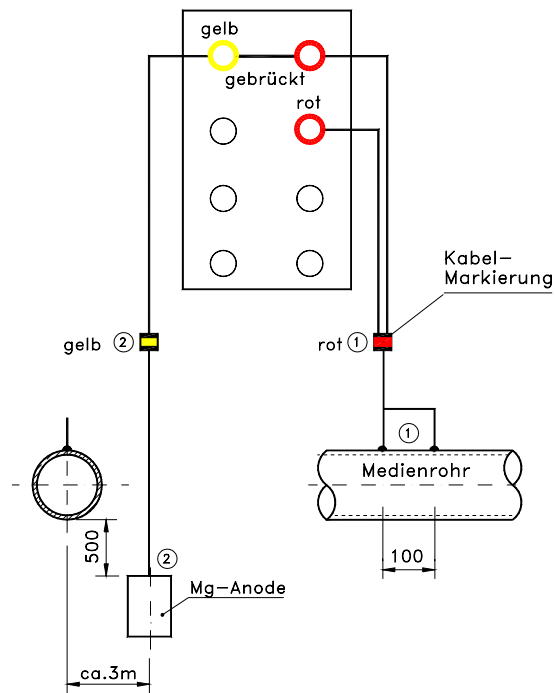 gelb
gebrückt
rot
Kabel-
Markierung
gelb ②
rot ①
①
Medienrohr
500
100
②
Mg-Anode
ca.3m